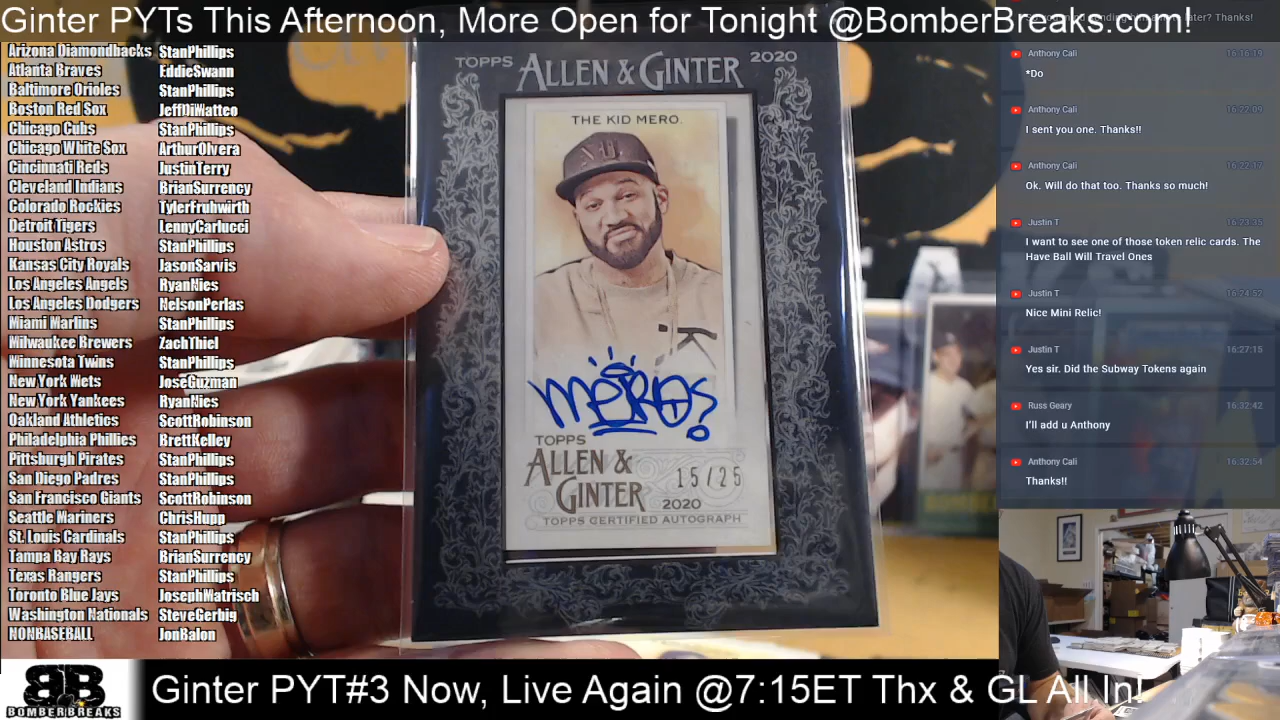 Ginter PYTs This Afternoon, More Open for Tonight @BomberBreaks.com!
Arizona Diamondbacks StanPhillips
Atlanta Braves EddieSwann
Baltimore Orioles StanPhillips
Boston Red Sox JeffDiMatteo
Chicago Cubs StanPhillips
Chicago White Sox ArthurOlvera
Cincinnati Reds JustinTerry
Cleveland Indians BrianSurrency
Colorado Rockies TylerFruhwirth
Detroit Tigers LennyCarlucci
Houston Astros StanPhillips
Kansas City Royals JasonSarvis
Los Angeles Angels RyanNies
Los Angeles Dodgers NelsonPerlas
Miami Marlins StanPhillips
Milwaukee Brewers ZachThiel
Minnesota Twins StanPhillips
New York Mets JoseGuzman
New York Yankees RyanNies
Oakland Athletics ScottRobinson
Philadelphia Phillies BrettKelley
Pittsburgh Pirates StanPhillips
San Diego Padres StanPhillips
San Francisco Giants ScottRobinson
Seattle Mariners ChrisHupp
St. Louis Cardinals StanPhillips
Tampa Bay Rays BrianSurrency
Texas Rangers StanPhillips
Toronto Blue Jays JosephMatrisch
Washington Nationals SteveGerbig
NONBASEBALL JonRalon
TOPPS ALLEN & GINTER 2020
THE KID MERO.
NY
MERO
TOPPS
ALLEN &
GINTER
15/25
2020
TOPPS CERTIFIED AUTOGRAPH
later? Thanks!
Anthony Cali 16:16:19
*Do
Anthony Cali 16:22:09
I sent you one. Thanks!!
Anthony Cali 16:22:17
Ok. Will do that too. Thanks so much!
Justin T 16:23:35
I want to see one of those token relic cards. The
Have Ball Will Travel Ones
Justin T 16:24:52
Nice Mini Relic!
Justin T 16:27:15
Yes sir. Did the Subway Tokens again
Russ Geary 16:32:42
I'll add u Anthony
Anthony Cali 16:32:54
Thanks!!
BB
BOMBERBREAKS
Ginter PYT#3 Now, Live Again @7:15ET Thx & GL All In!